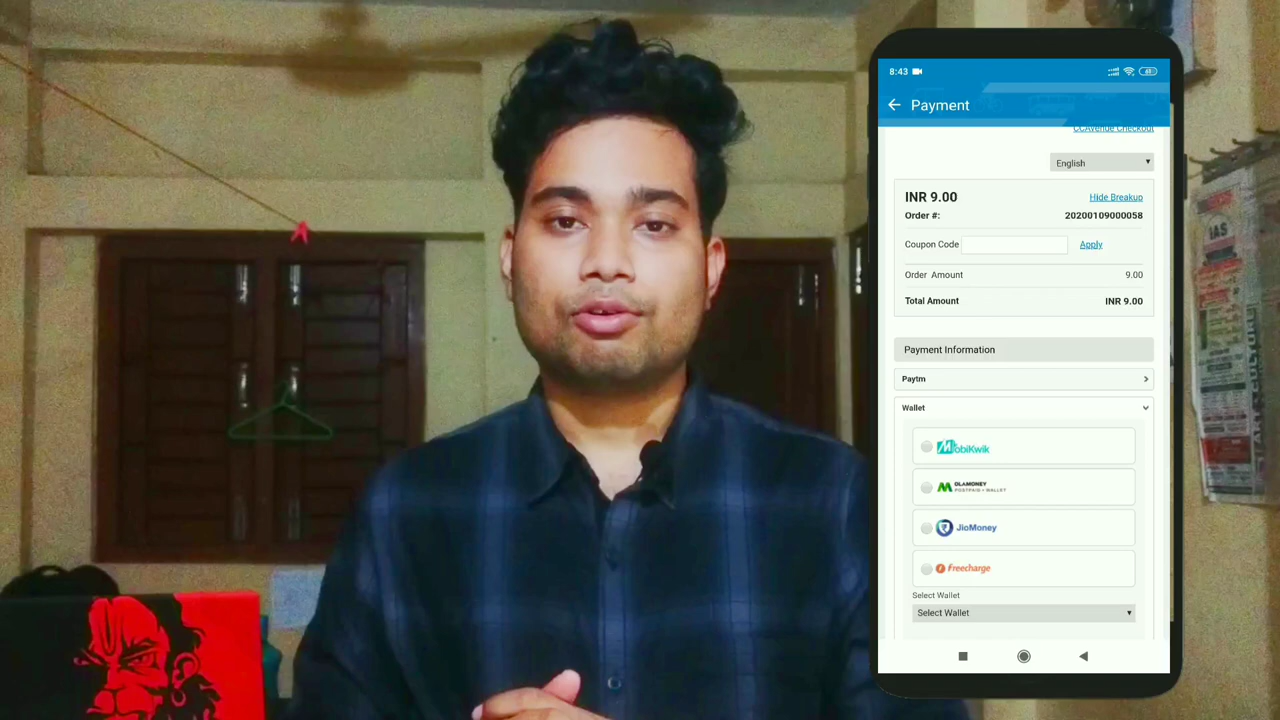 8:43
Payment
CCAvenue Checkout
English
INR 9.00 Hide Breakup
Order #: 20200109000058
Coupon Code Apply
Order Amount 9.00
Total Amount INR 9.00
Payment Information
Paytm
Wallet
MobiKwik
OLAMONEY
POSTPAID + WALLET
JioMoney
Freecharge
Select Wallet
Select Wallet
IAS